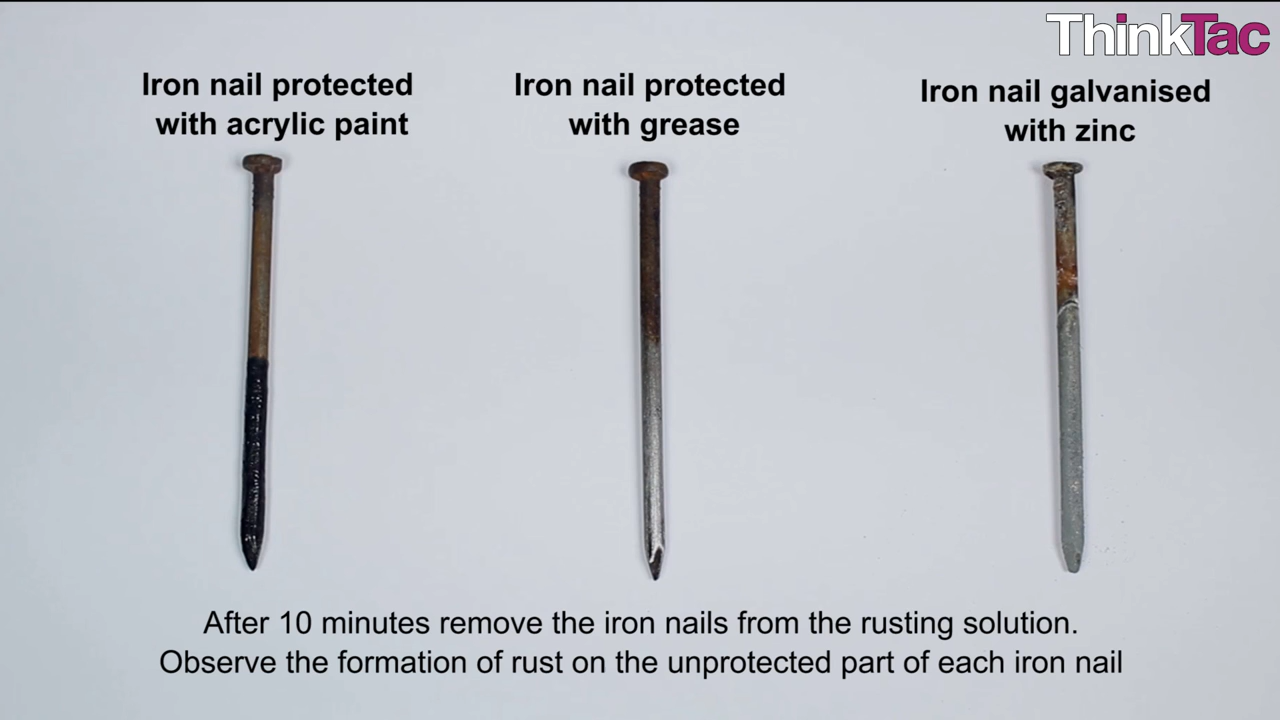 ThinkTac
Iron nail protected
with acrylic paint
Iron nail protected
with grease
Iron nail galvanised
with zinc
After 10 minutes remove the iron nails from the rusting solution.
Observe the formation of rust on the unprotected part of each iron nail